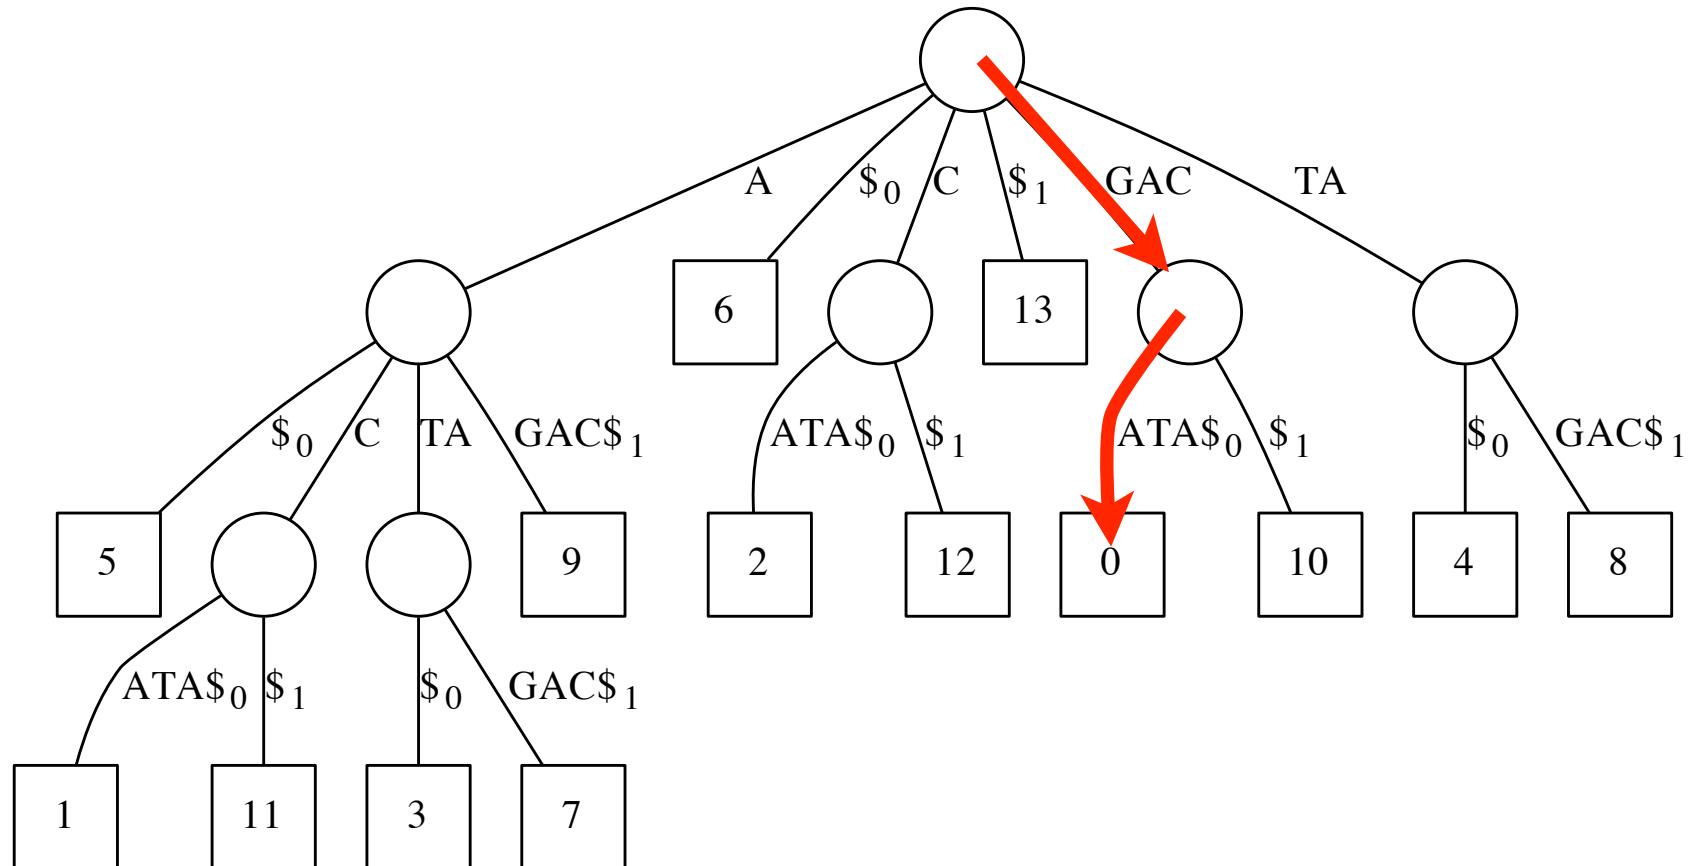 A $0 C $1 GAC TA
6 13
$0 C TA GAC$1 ATA$0 $1 ATA$0 $1 $0 GAC$1
5 9 2 12 0 10 4 8
ATA$0 $1 $0 GAC$1
1 11 3 7